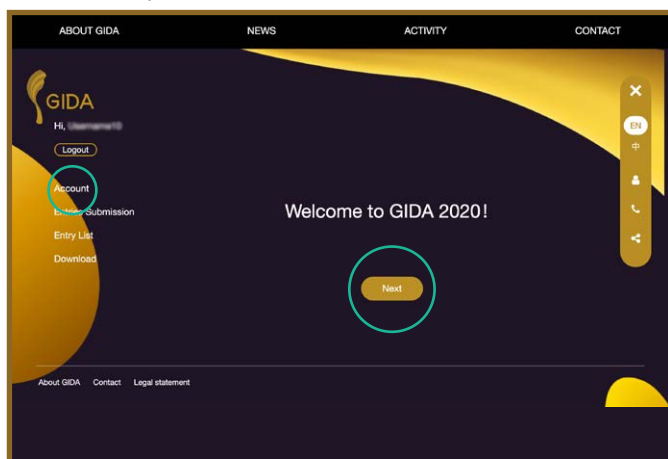 ABOUT GIDA NEWS ACTIVITY CONTACT
GIDA
Hi,
Logout
EN
中
Account
Entries Submission
Welcome to GIDA 2020!
Entry List
Download
Next
About GIDA Contact Legal statement